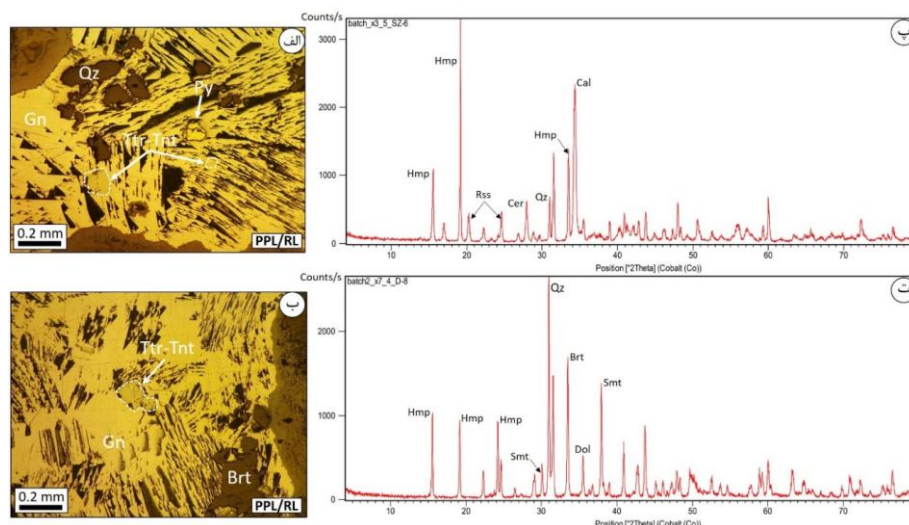 الف
Qz
Py
Gn
Ttr-Tnt
0.2 mm
PPL/RL
Counts/s
batch_x3_5_SZ-6
پ
3000
2000
1000
0
Hmp
Hmp
Rss
Cer
Qz
Hmp
Cal
10 20 30 40 50 60 70
Position [°2Theta] (Cobalt (Co))
ب
Ttr-Tnt
Gn
Brt
0.2 mm
PPL/RL
Counts/s
batch2_x7_4_D-8
ت
2000
1000
0
Hmp
Hmp
Hmp
Smt
Qz
Brt
Dol
Smt
10 20 30 40 50 60 70
Position [°2Theta] (Cobalt (Co))